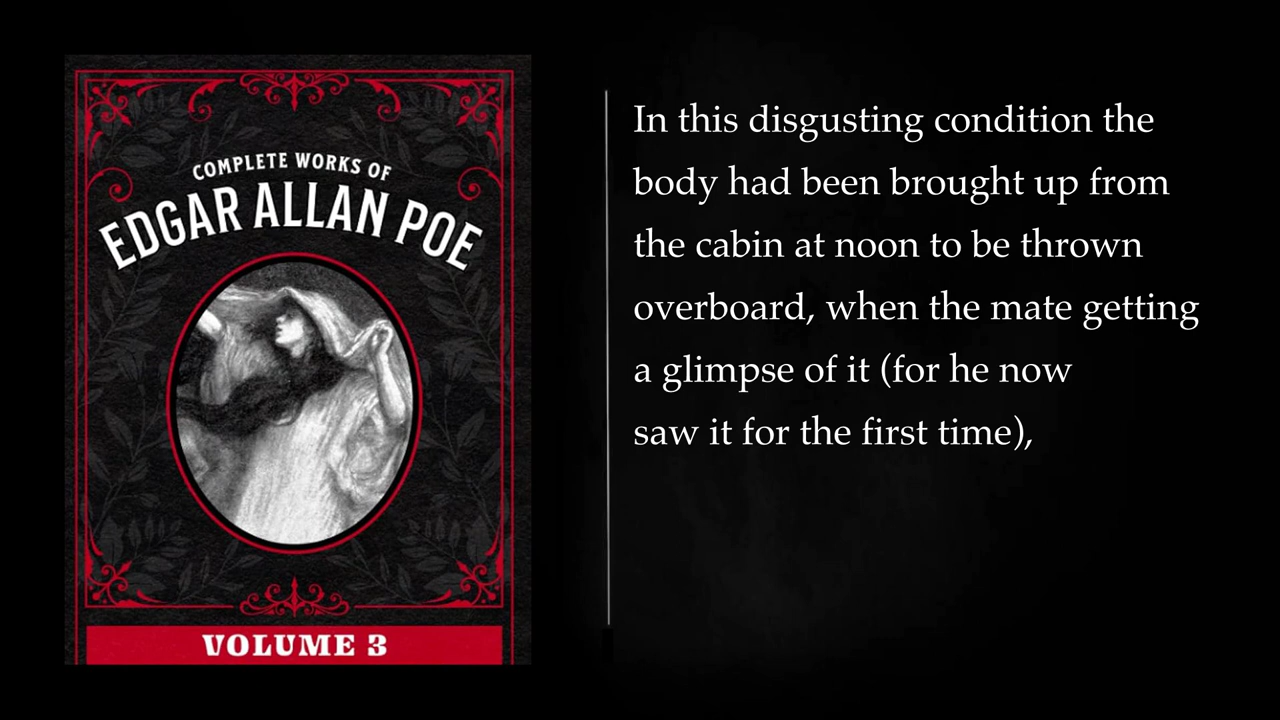 COMPLETE WORKS OF
EDGAR ALLAN POE
VOLUME 3
In this disgusting condition the
body had been brought up from
the cabin at noon to be thrown
overboard, when the mate getting
a glimpse of it (for he now
saw it for the first time),